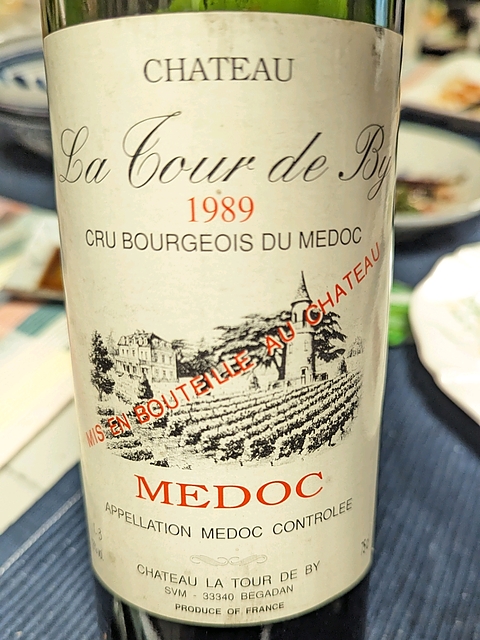 CHATEAU
La Tour de By
1989
CRU BOURGEOIS DU MEDOC
MIS EN BOUTEILLE AU CHATEAU
MEDOC
APPELLATION MEDOC CONTROLEE
CHATEAU LA TOUR DE BY
SVM - 33340 BEGADAN
PRODUCE OF FRANCE